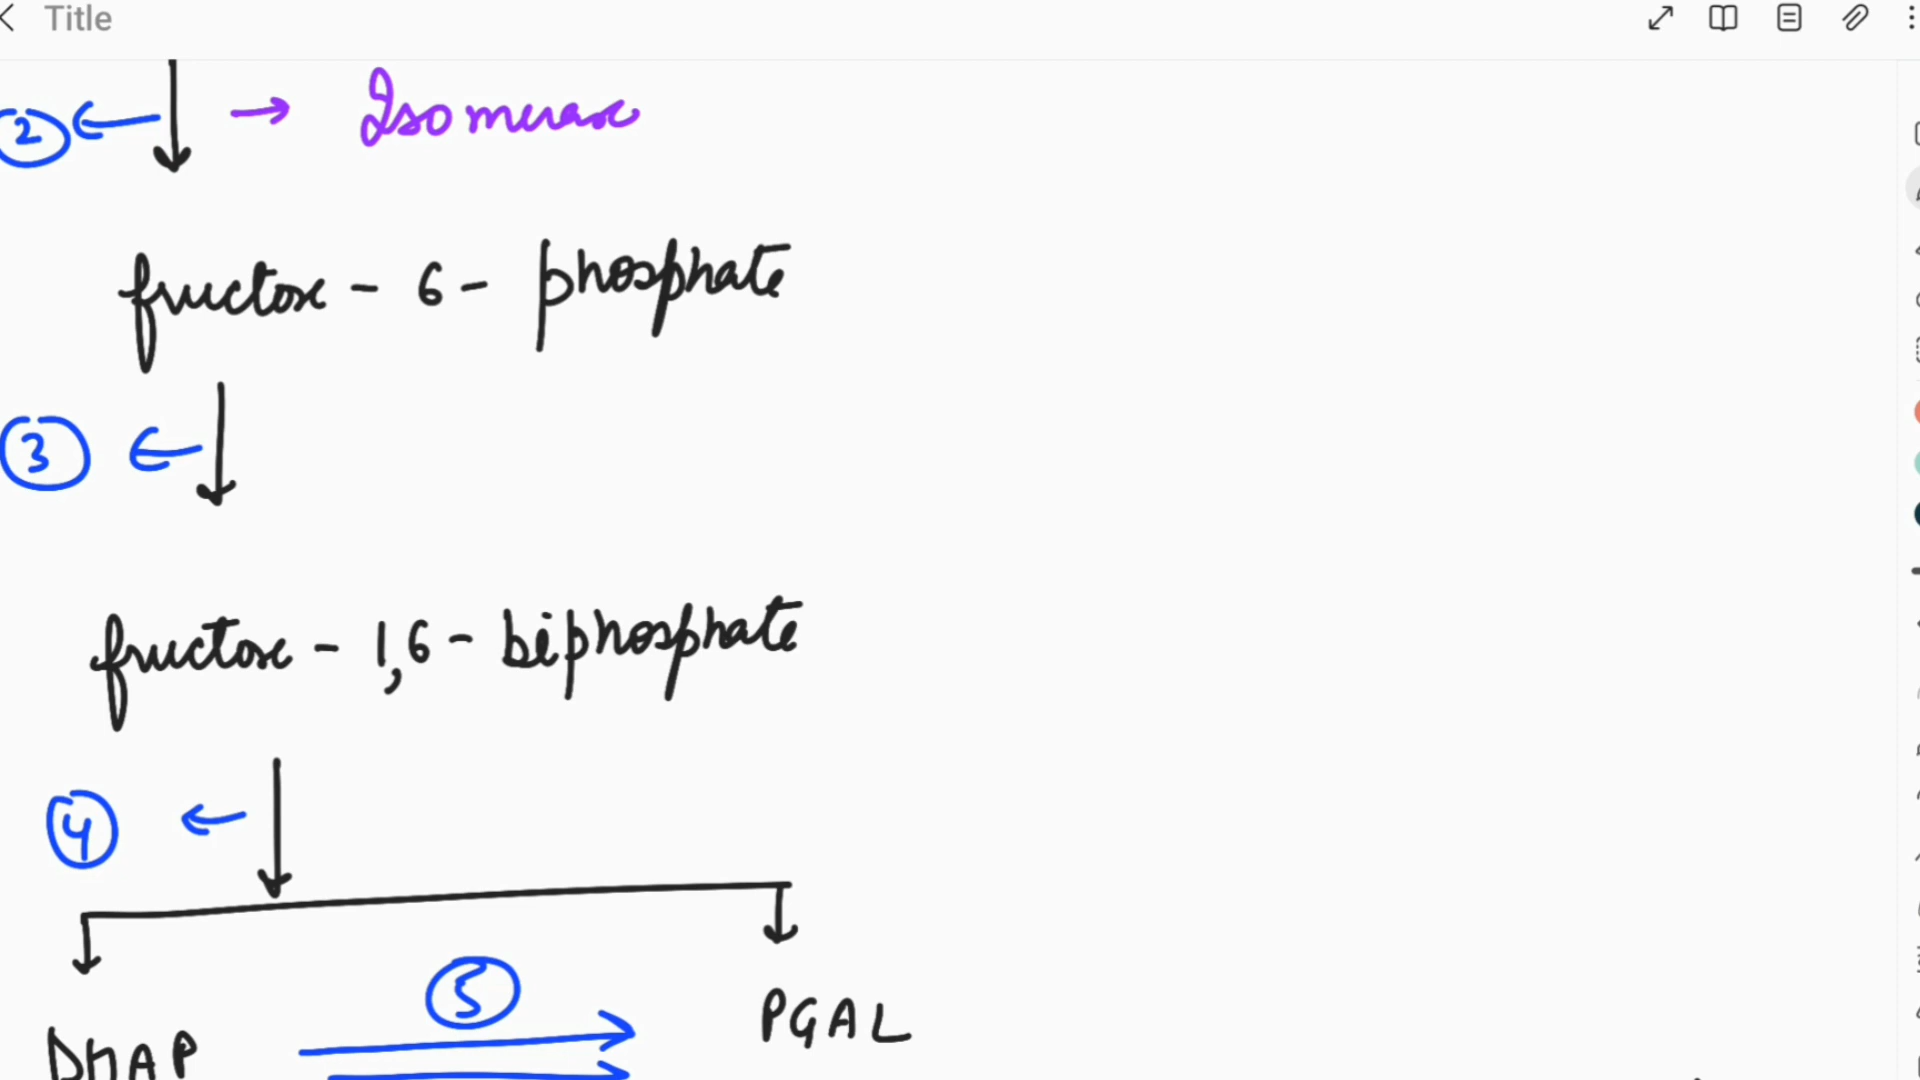 Title
2 → Isomerase
fructose - 6 - phosphate
3
fructose - 1,6 - biphosphate
4
5
PGAL
DHAP